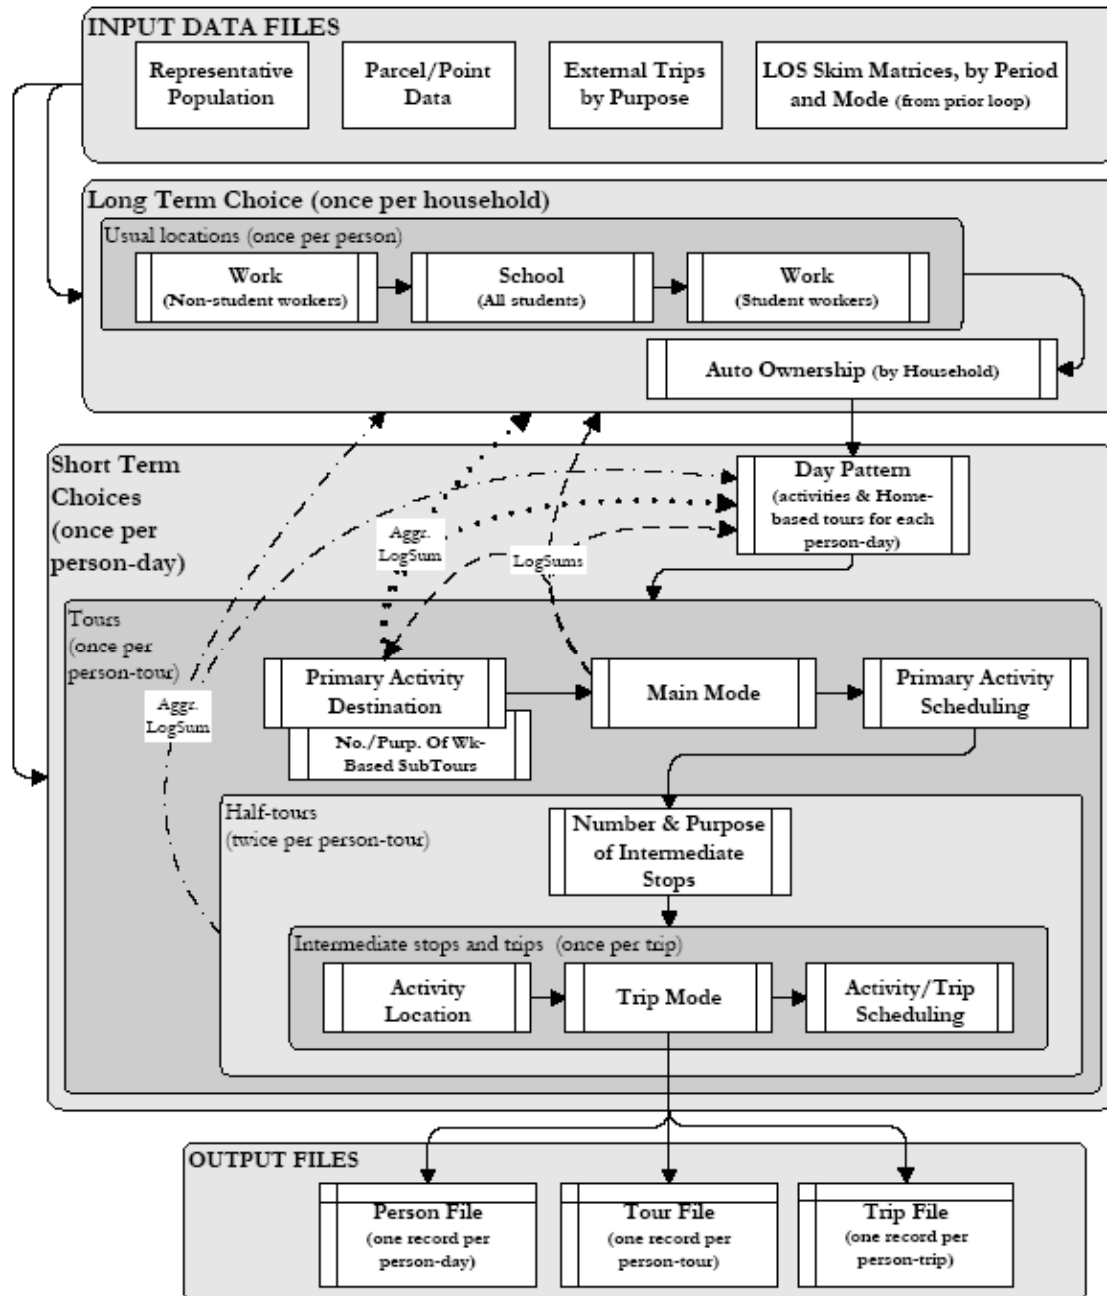 INPUT DATA FILES
Representative
Population
Parcel/Point
Data
External Trips
by Purpose
LOS Skim Matrices, by Period
and Mode (from prior loop)
Long Term Choice (once per household)
Usual locations (once per person)
Work
(Non-student workers)
School
(All students)
Work
(Student workers)
Auto Ownership (by Household)
Short Term
Choices
(once per
person-day)
Day Pattern
(activities & Home-
based tours for each
person-day)
Aggr.
LogSum
LogSums
Tours
(once per
person-tour)
Aggr.
LogSum
Primary Activity
Destination
No./Purp. Of Wk-
Based SubTours
Main Mode
Primary Activity
Scheduling
Half-tours
(twice per person-tour)
Number & Purpose
of Intermediate
Stops
Intermediate stops and trips (once per trip)
Activity
Location
Trip Mode
Activity/Trip
Scheduling
OUTPUT FILES
Person File
(one record per
person-day)
Tour File
(one record per
person-tour)
Trip File
(one record per
person-trip)